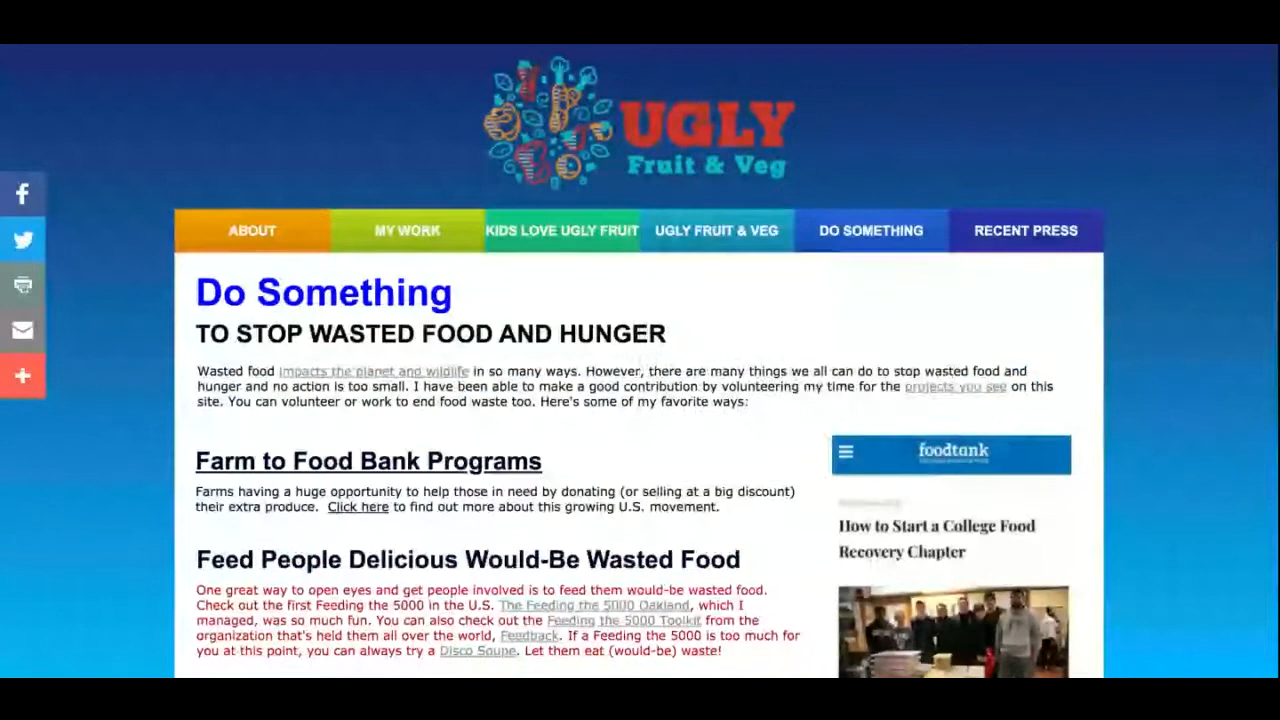 UGLY
Fruit & Veg
ABOUT
MY WORK
KIDS LOVE UGLY FRUIT
UGLY FRUIT & VEG
DO SOMETHING
RECENT PRESS
Do Something
TO STOP WASTED FOOD AND HUNGER
Wasted food impacts the planet and wildlife in so many ways. However, there are many things we all can do to stop wasted food and
hunger and no action is too small. I have been able to make a good contribution by volunteering my time for the projects you see on this
site. You can volunteer or work to end food waste too. Here's some of my favorite ways:
Farm to Food Bank Programs
Farms having a huge opportunity to help those in need by donating (or selling at a big discount)
their extra produce. Click here to find out more about this growing U.S. movement.
Feed People Delicious Would-Be Wasted Food
One great way to open eyes and get people involved is to feed them would-be wasted food.
Check out the first Feeding the 5000 in the U.S. The Feeding the 5000 Oakland, which I
managed, was so much fun. You can also check out the Feeding the 5000 Toolkit from the
organization that's held them all over the world, Feedback. If a Feeding the 5000 is too much for
you at this point, you can always try a Disco Soupe. Let them eat (would-be) waste!
foodtank
How to Start a College Food
Recovery Chapter